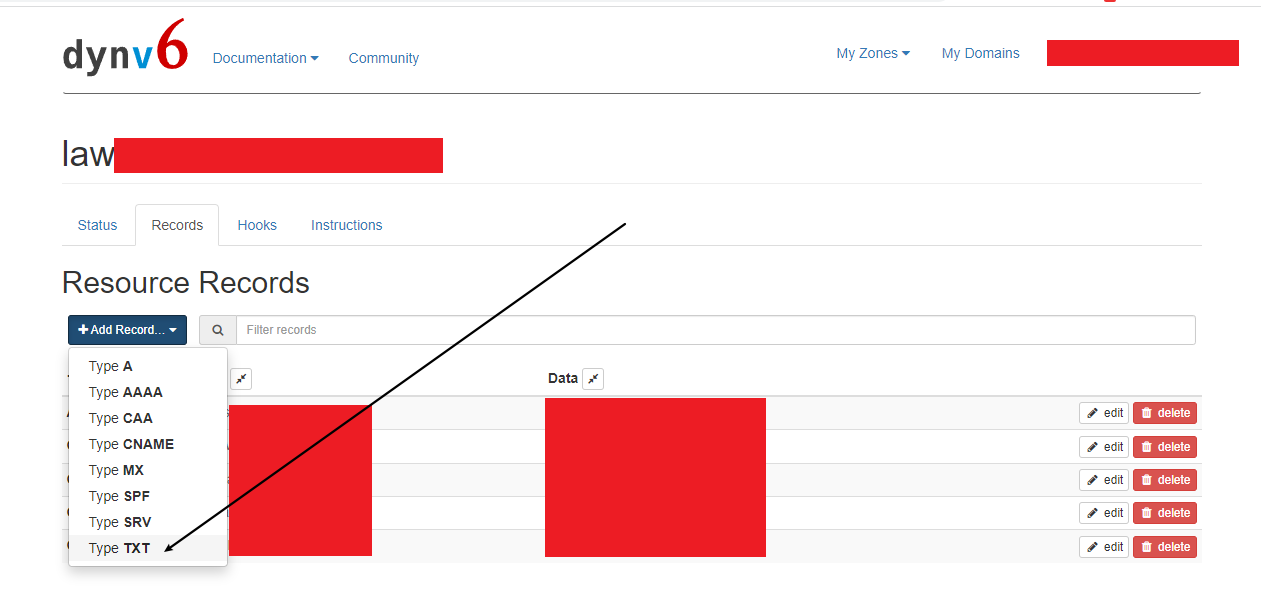 dynv6
Documentation
Community
My Zones
My Domains
law
Status
Records
Hooks
Instructions
Resource Records
Add Record...
Filter records
Type A
Type AAAA
Type CAA
Type CNAME
Type MX
Type SPF
Type SRV
Type TXT
Data
edit delete
edit delete
edit delete
edit delete
edit delete